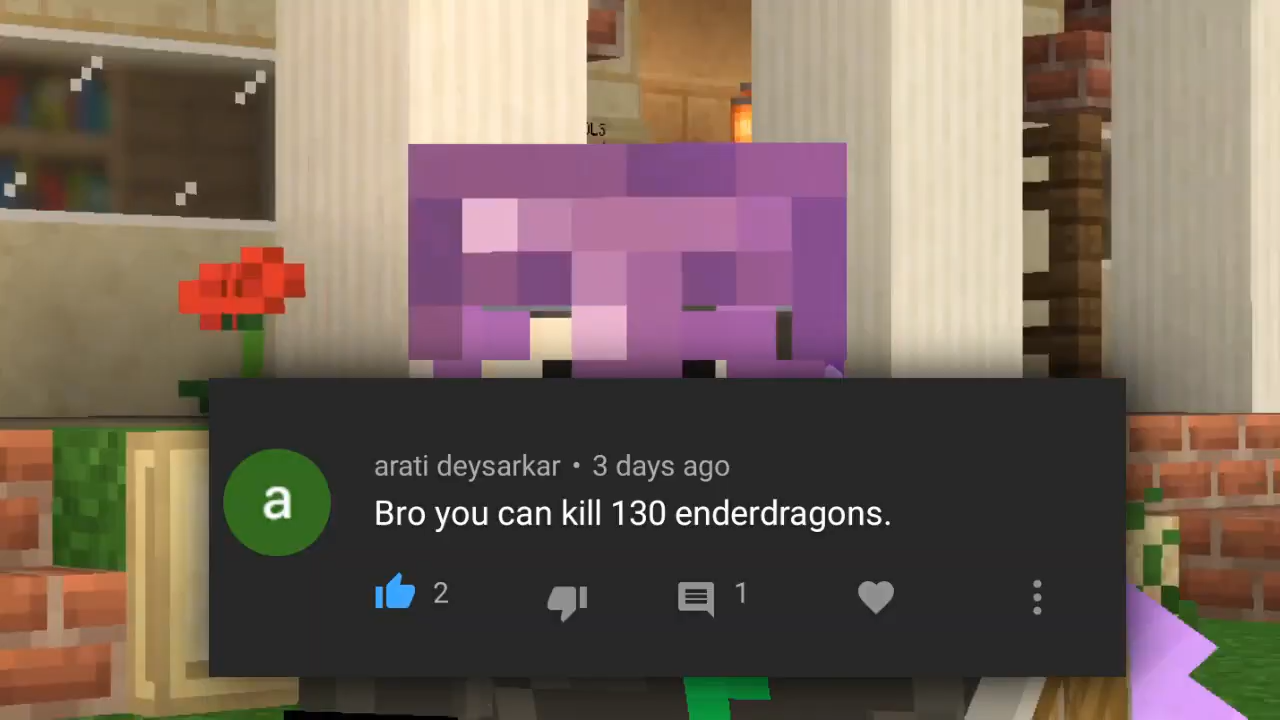 a
arati deysarkar • 3 days ago
Bro you can kill 130 enderdragons.
2
1